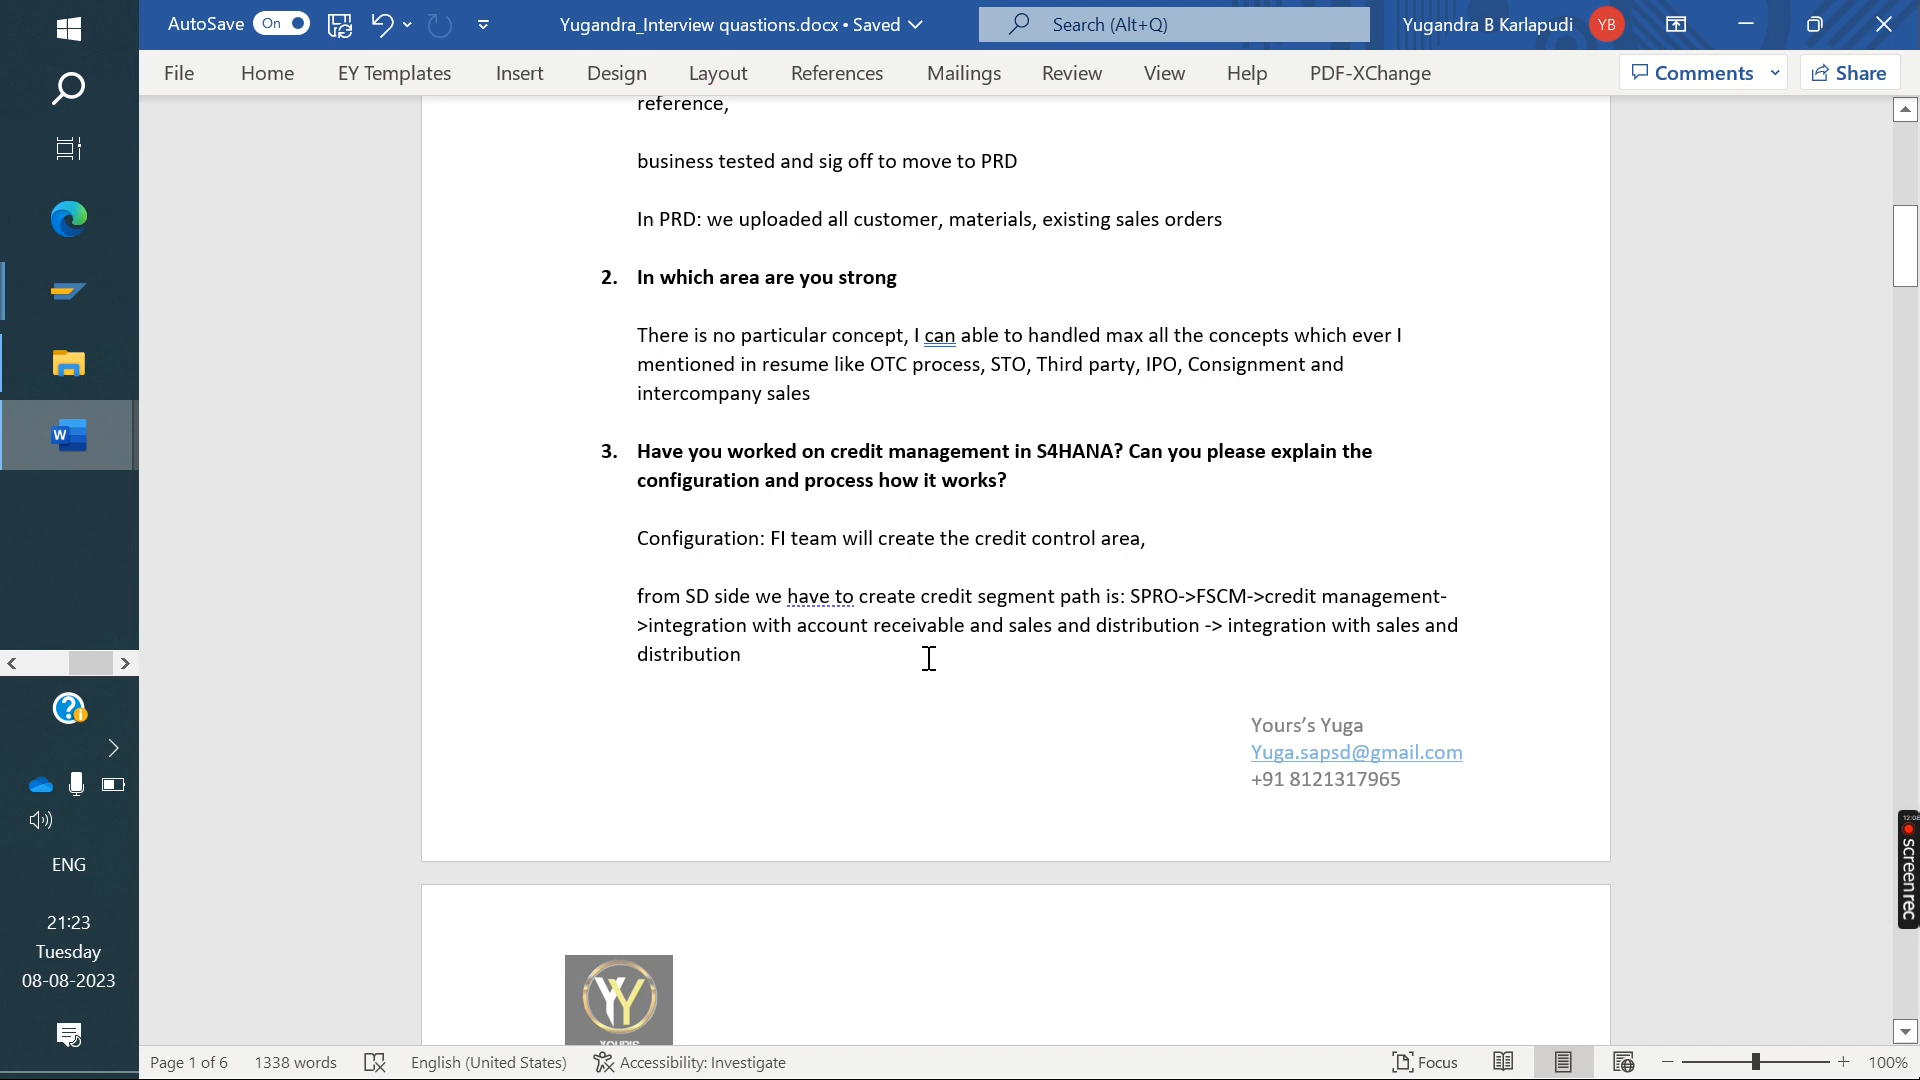 AutoSave On Yugandra_Interview quastions.docx • Saved Search (Alt+Q) Yugandra B Karlapudi YB
File Home EY Templates Insert Design Layout References Mailings Review View Help PDF-XChange Comments Share
reference,
business tested and sig off to move to PRD
In PRD: we uploaded all customer, materials, existing sales orders
2. In which area are you strong
There is no particular concept, I can able to handled max all the concepts which ever I
mentioned in resume like OTC process, STO, Third party, IPO, Consignment and
intercompany sales
3. Have you worked on credit management in S4HANA? Can you please explain the
configuration and process how it works?
Configuration: FI team will create the credit control area,
from SD side we have to create credit segment path is: SPRO->FSCM->credit management-
>integration with account receivable and sales and distribution -> integration with sales and
distribution
Yours's Yuga
Yuga.sapsd@gmail.com
+91 8121317965
YY
YOUR'S
W
ENG
21:23
Tuesday
08-08-2023
12:08
screenrec
Page 1 of 6 1338 words English (United States) Accessibility: Investigate Focus 100%